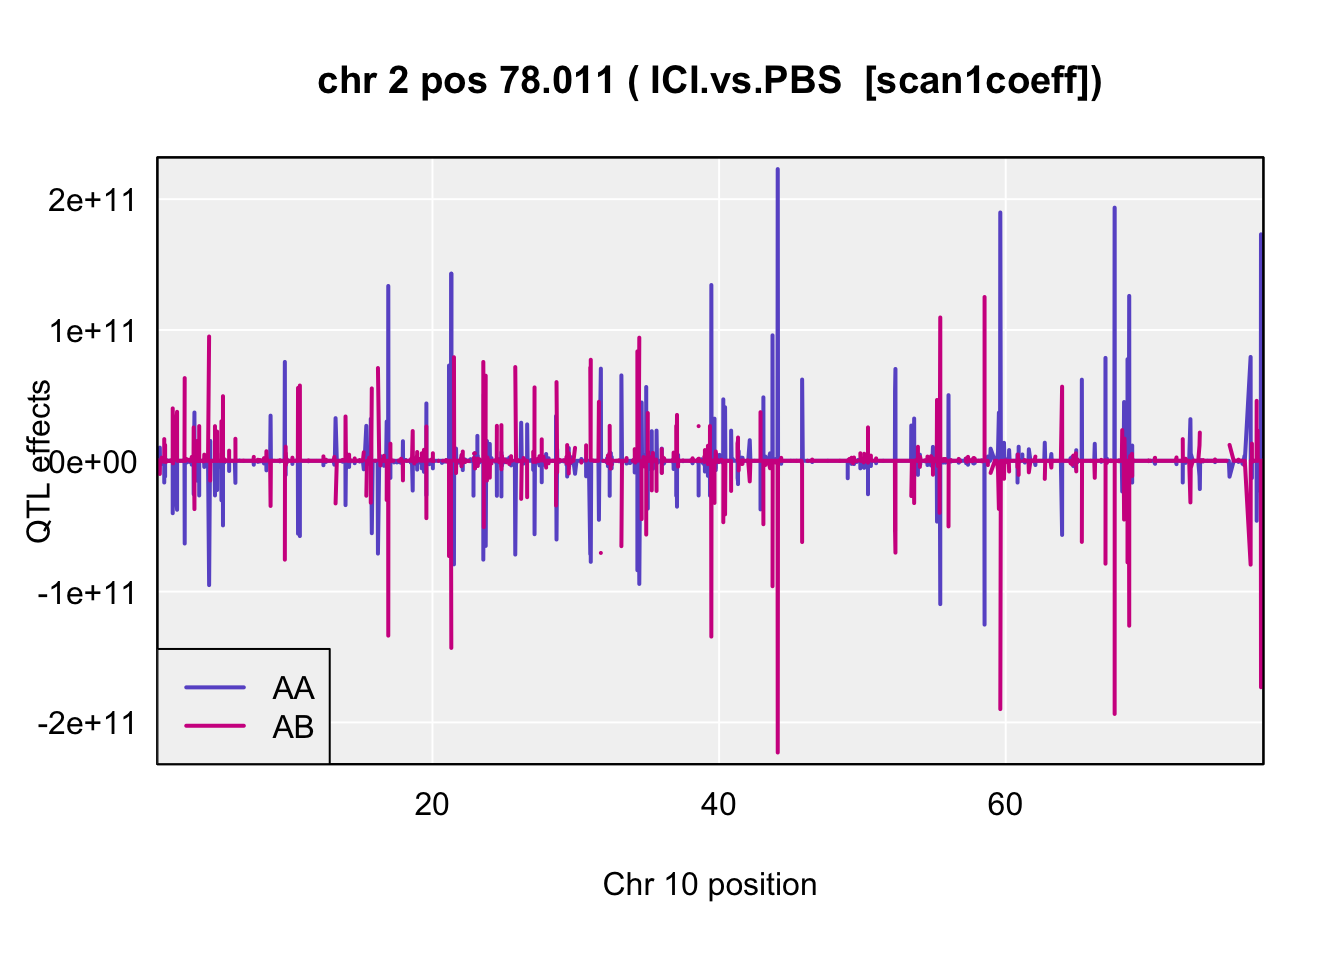 chr 2 pos 78.011 ( ICI.vs.PBS  [scan1coeff])
QTL effects
2e+11
1e+11
0e+00
-1e+11
-2e+11
AA
AB
20 40 60
Chr 10 position